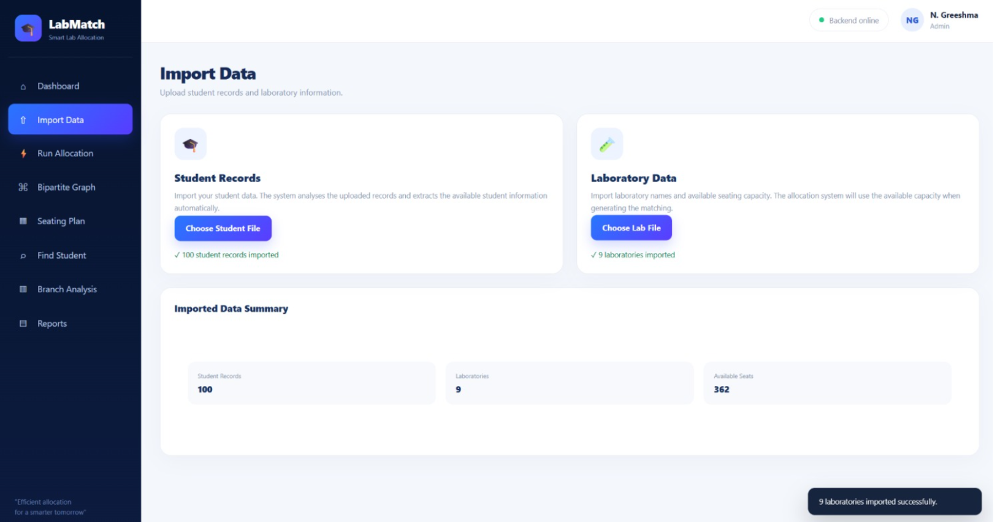 LabMatch
Smart Lab Allocation
Dashboard
Import Data
Run Allocation
Bipartite Graph
Seating Plan
Find Student
Branch Analysis
Reports
"Efficient allocation
for a smarter tomorrow"
Backend online
NG
N. Greeshma
Admin
Import Data
Upload student records and laboratory information.
Student Records
Import your student data. The system analyses the uploaded records and extracts the available student information
automatically.
Choose Student File
✓ 100 student records imported
Laboratory Data
Import laboratory names and available seating capacity. The allocation system will use the available capacity when
generating the matching.
Choose Lab File
✓ 9 laboratories imported
Imported Data Summary
Student Records
100
Laboratories
9
Available Seats
362
9 laboratories imported successfully.